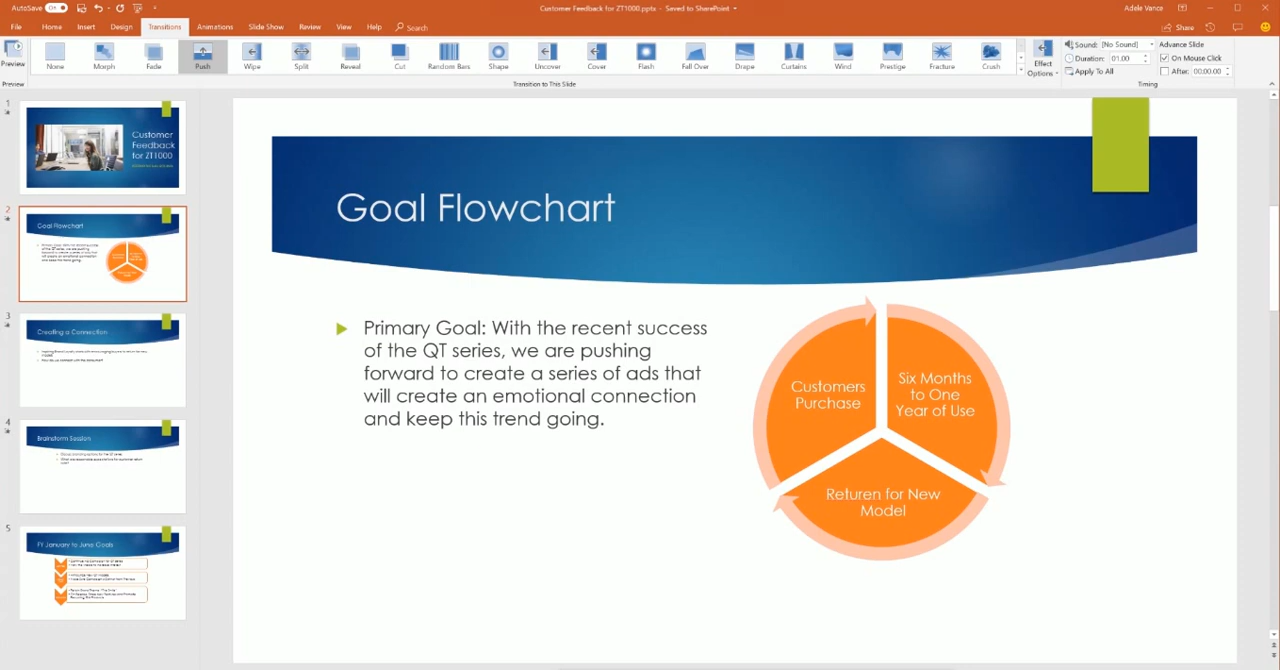 AutoSave On
Customer Feedback for ZT1000.pptx - Saved to SharePoint
Adele Vance
File Home Insert Design Transitions Animations Slide Show Review View Help Search
Share
Preview
None Morph Fade Push Wipe Split Reveal Cut Random Bars Shape Uncover Cover Flash Fall Over Drape Curtains Wind Prestige Fracture Crush
Effect
Options
Sound: [No Sound]
Duration: 01.00
Apply To All
Advance Slide
On Mouse Click
After: 00:00.00
Preview
Transition to This Slide
Timing
1
Customer
Feedback
for ZT1000
2
Goal Flowchart
3
Creating a Connection
4
Brainstorm Session
5
FY January to June Goals
Goal Flowchart
Primary Goal: With the recent success
of the QT series, we are pushing
forward to create a series of ads that
will create an emotional connection
and keep this trend going.
Customers
Purchase
Six Months
to One
Year of Use
Returen for New
Model